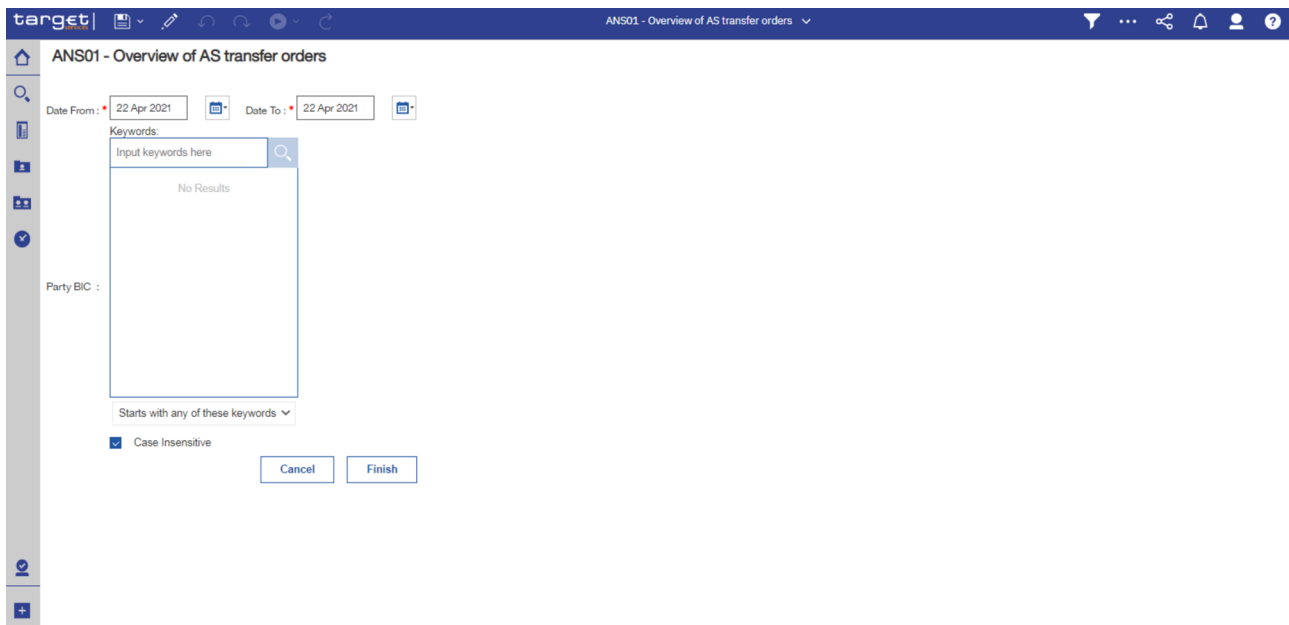 target|
ANS01 - Overview of AS transfer orders
ANS01 - Overview of AS transfer orders
Date From : * 22 Apr 2021 Date To : * 22 Apr 2021
Keywords:
Input keywords here
No Results
Party BIC :
Starts with any of these keywords
Case Insensitive
Cancel Finish